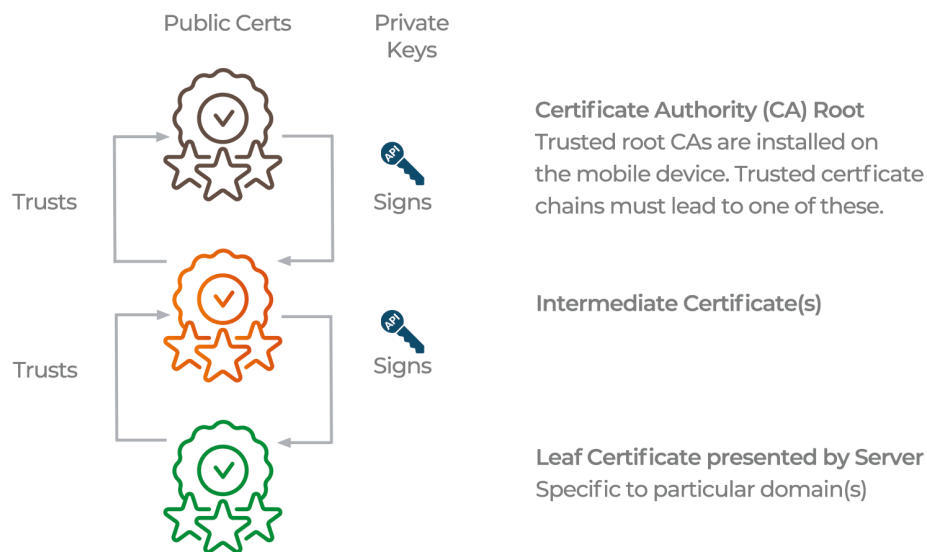 Public Certs
Private
Keys
Certificate Authority (CA) Root
Trusted root CAs are installed on
the mobile device. Trusted certficate
chains must lead to one of these.
API
Trusts
Signs
Intermediate Certificate(s)
API
Trusts
Signs
Leaf Certificate presented by Server
Specific to particular domain(s)